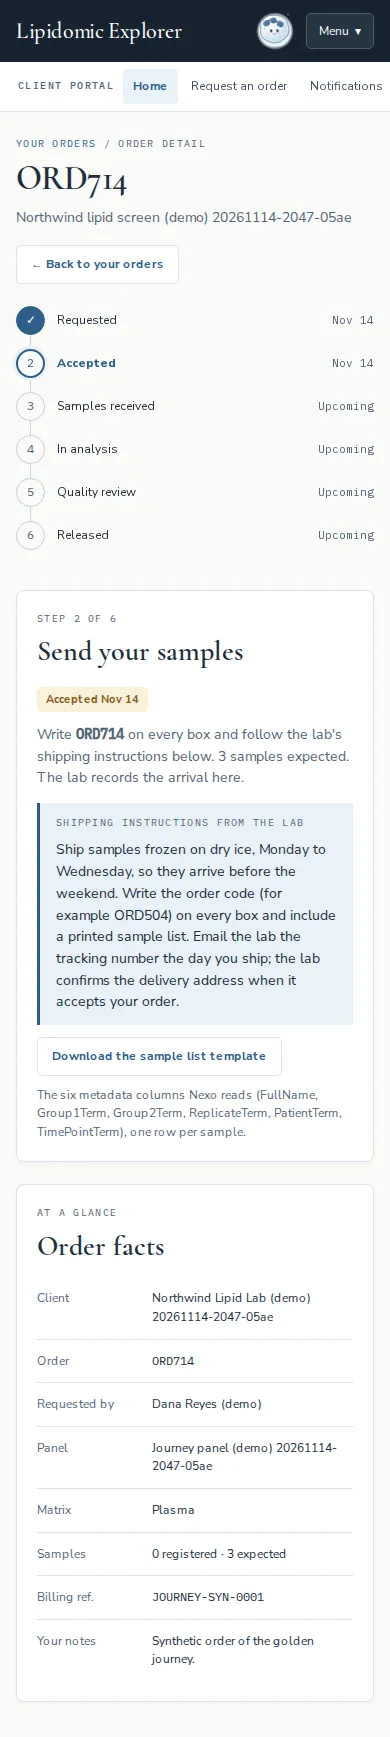 Lipidomic Explorer
Menu ▾
CLIENT PORTAL
Home
Request an order
Notifications
YOUR ORDERS / ORDER DETAIL
ORD714
Northwind lipid screen (demo) 20261114-2047-05ae
← Back to your orders
✓ Requested Nov 14
2 Accepted Nov 14
3 Samples received Upcoming
4 In analysis Upcoming
5 Quality review Upcoming
6 Released Upcoming
STEP 2 OF 6
Send your samples
Accepted Nov 14
Write ORD714 on every box and follow the lab's
shipping instructions below. 3 samples expected.
The lab records the arrival here.
SHIPPING INSTRUCTIONS FROM THE LAB
Ship samples frozen on dry ice, Monday to
Wednesday, so they arrive before the
weekend. Write the order code (for
example ORD504) on every box and include
a printed sample list. Email the lab the
tracking number the day you ship; the lab
confirms the delivery address when it
accepts your order.
Download the sample list template
The six metadata columns Nexo reads (FullName,
Group1Term, Group2Term, ReplicateTerm, PatientTerm,
TimePointTerm), one row per sample.
AT A GLANCE
Order facts
Client Northwind Lipid Lab (demo)
20261114-2047-05ae
Order ORD714
Requested by Dana Reyes (demo)
Panel Journey panel (demo) 20261114-
2047-05ae
Matrix Plasma
Samples 0 registered · 3 expected
Billing ref. JOURNEY-SYN-0001
Your notes Synthetic order of the golden
journey.